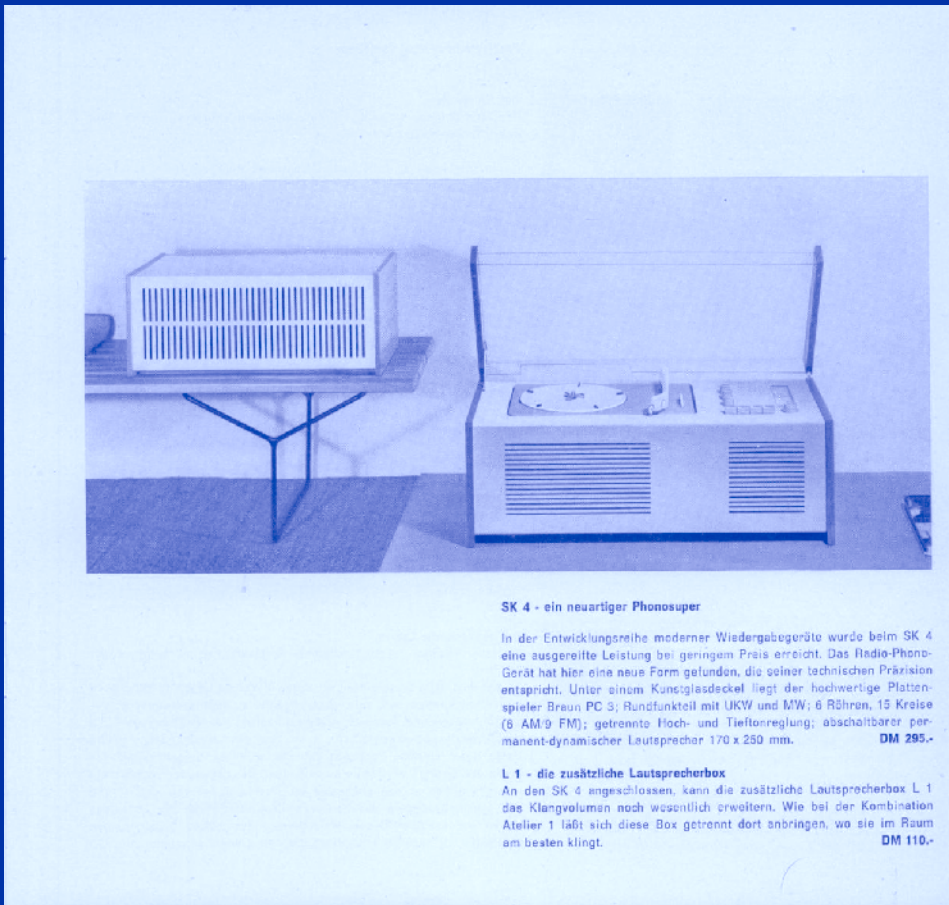 SK 4 - ein neuartiger Phonosuper
In der Entwicklungsreihe moderner Wiedergabegeräte wurde beim SK 4
eine ausgereifte Leistung bei geringem Preis erreicht. Das Radio-Phono-
Gerät hat hier eine neue Form gefunden, die seiner technischen Präzision
entspricht. Unter einem Kunstglasdeckel liegt der hochwertige Platten-
spieler Braun PC 3; Rundfunkteil mit UKW und MW; 6 Röhren, 15 Kreise
(6 AM/9 FM); getrennte Hoch- und Tieftonreglung; abschaltbarer per-
manent-dynamischer Lautsprecher 170 x 260 mm. DM 295.-
L 1 - die zusätzliche Lautsprecherbox
An den SK 4 angeschlossen, kann die zusätzliche Lautsprecherbox L 1
das Klangvolumen noch wesentlich erweitern. Wie bei der Kombination
Atelier 1 läßt sich diese Box getrennt dort anbringen, wo sie im Raum
am besten klingt. DM 110.-